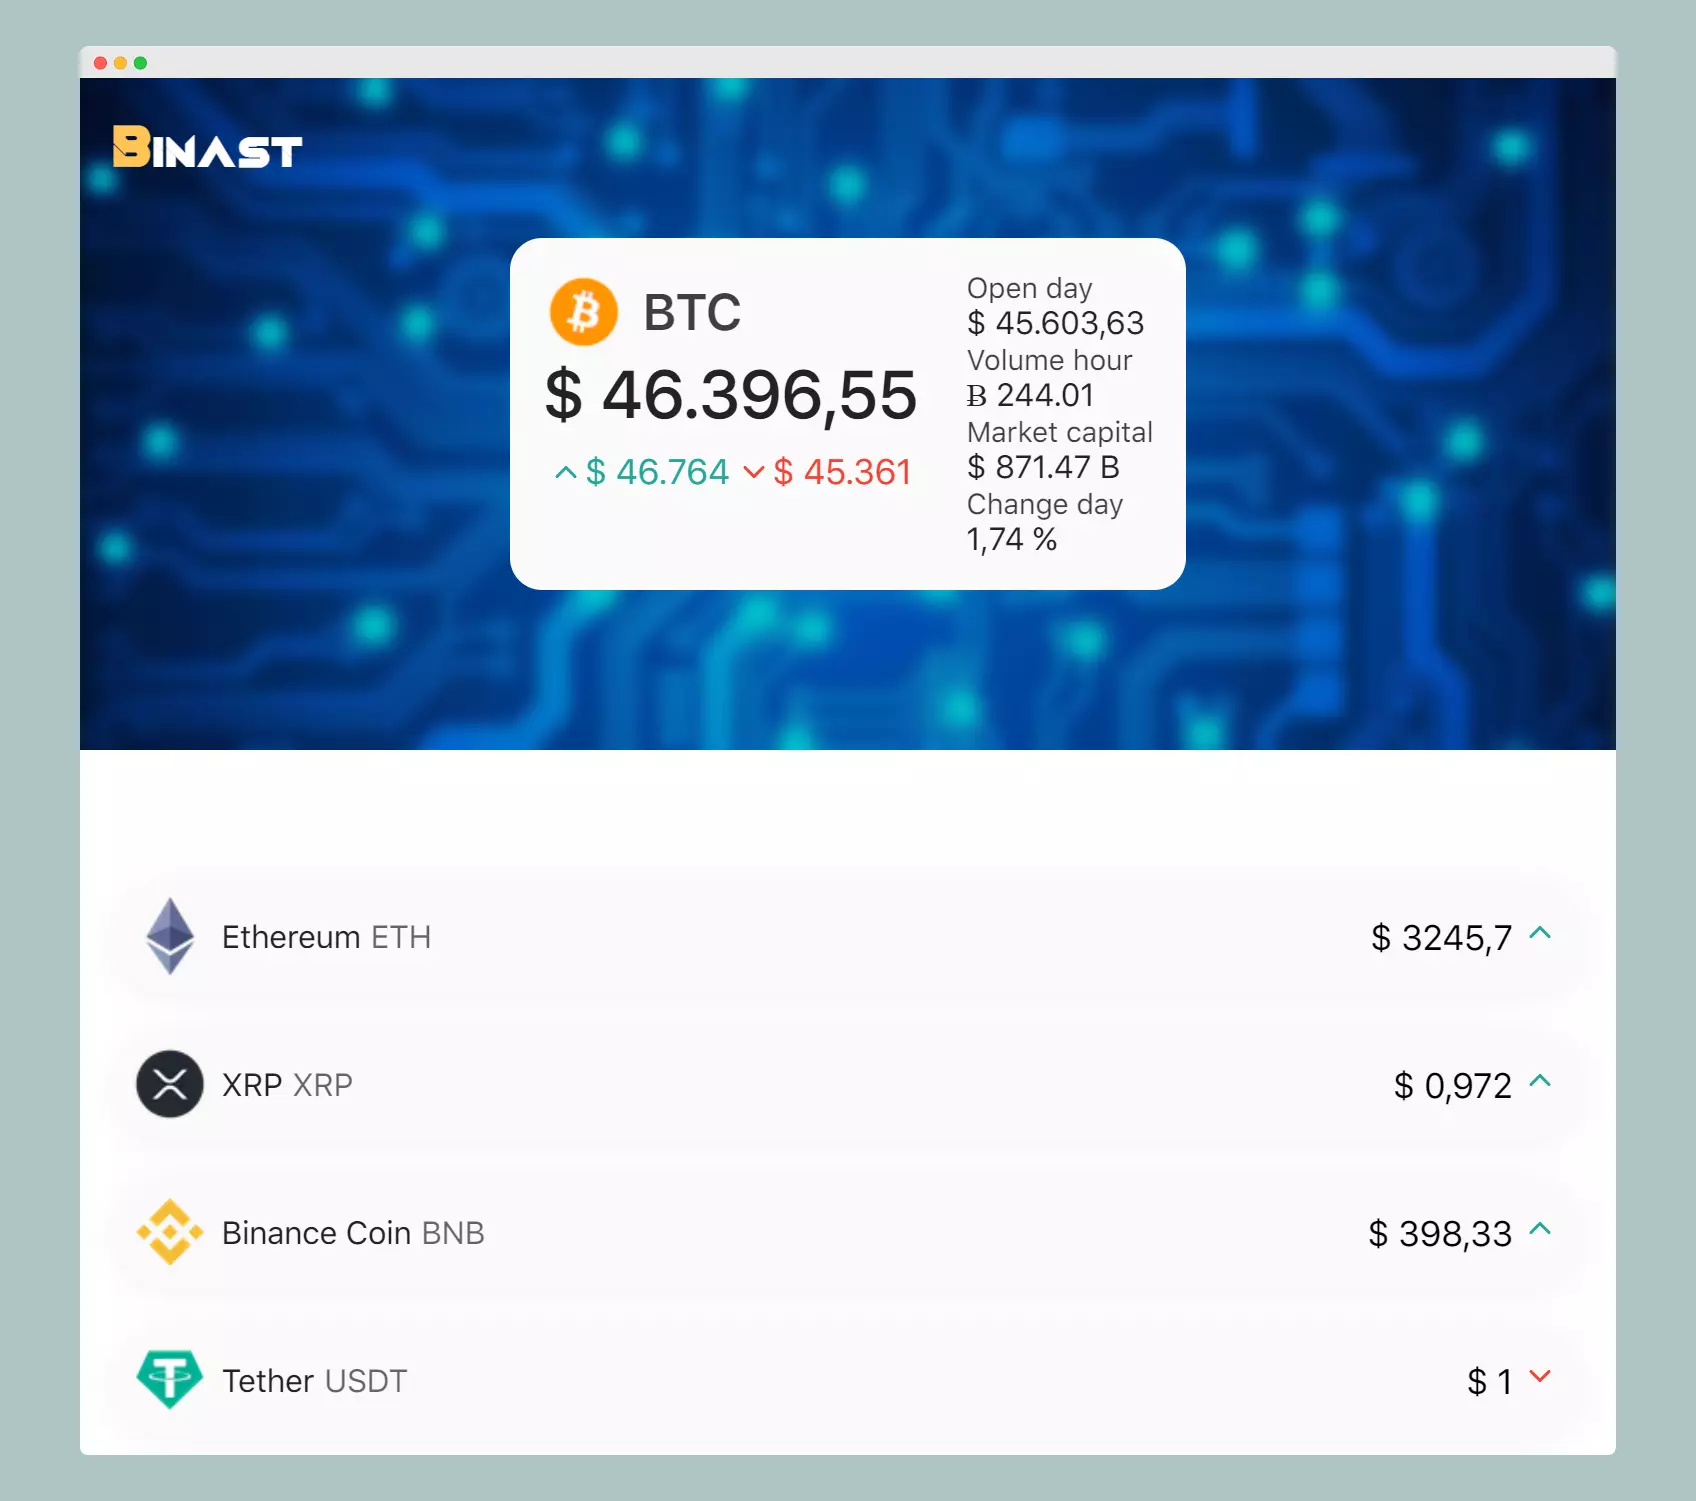 BINAST
BTC
$ 46.396,55
$ 46.764 $ 45.361
Open day
$ 45.603,63
Volume hour
Ƀ 244.01
Market capital
$ 871.47 B
Change day
1,74 %
Ethereum ETH $ 3245,7
XRP XRP $ 0,972
Binance Coin BNB $ 398,33
Tether USDT $ 1